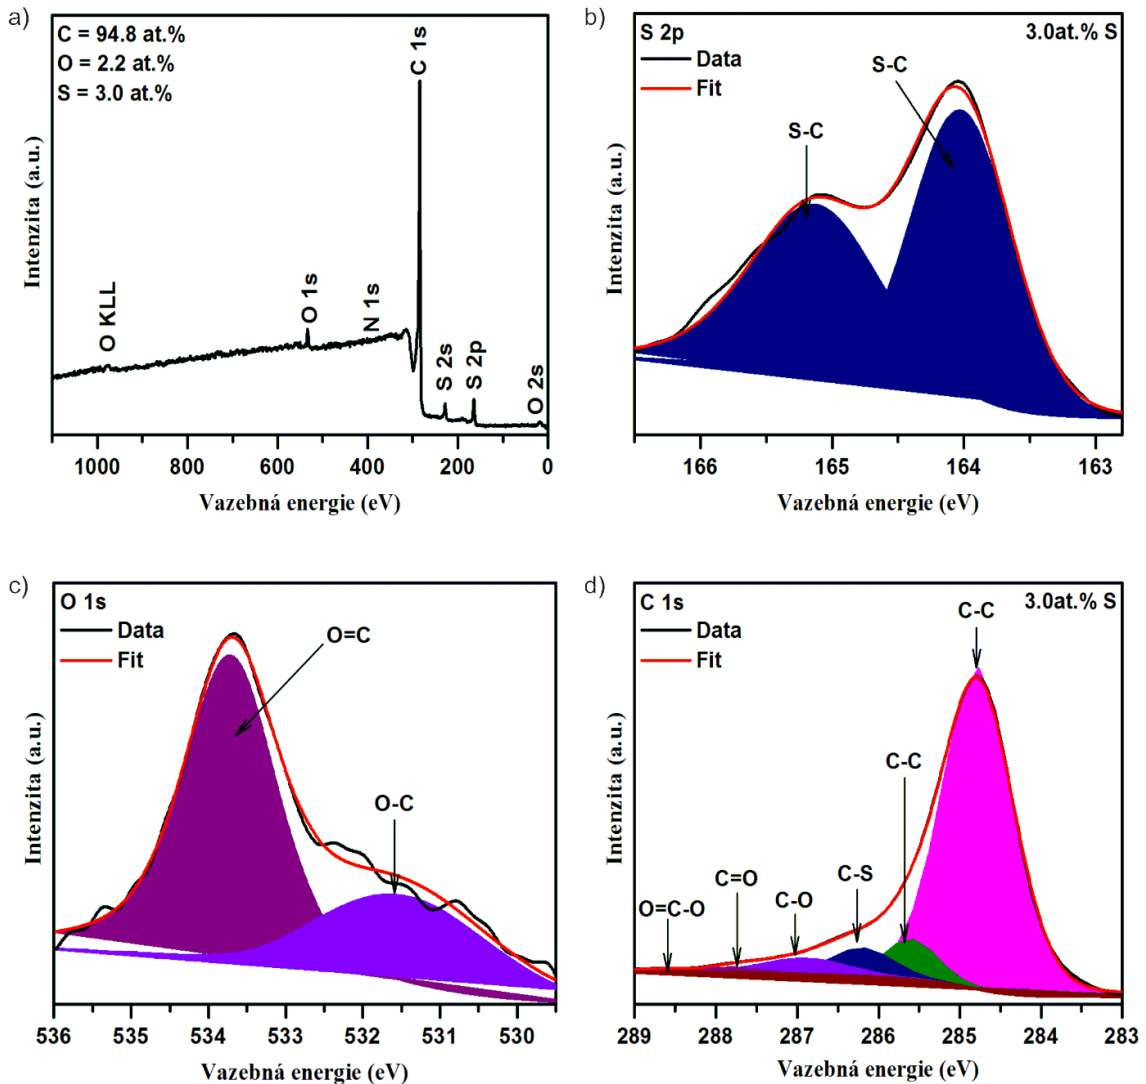 a)
C = 94.8 at.%
O = 2.2 at.%
S = 3.0 at.%
O KLL
O 1s
N 1s
C 1s
S 2s
S 2p
O 2s
Intenzita (a.u.)
1000 800 600 400 200 0
Vazebná energie (eV)
b)
S 2p 3.0at.% S
Data
Fit
S-C
S-C
Intenzita (a.u.)
166 165 164 163
Vazebná energie (eV)
c)
O 1s
Data
Fit
O=C
O-C
Intenzita (a.u.)
536 535 534 533 532 531 530
Vazebná energie (eV)
d)
C 1s 3.0at.% S
Data
Fit
C-C
C-C
C-S
C-O
C=O
O=C-O
Intenzita (a.u.)
289 288 287 286 285 284 283
Vazebná energie (eV)